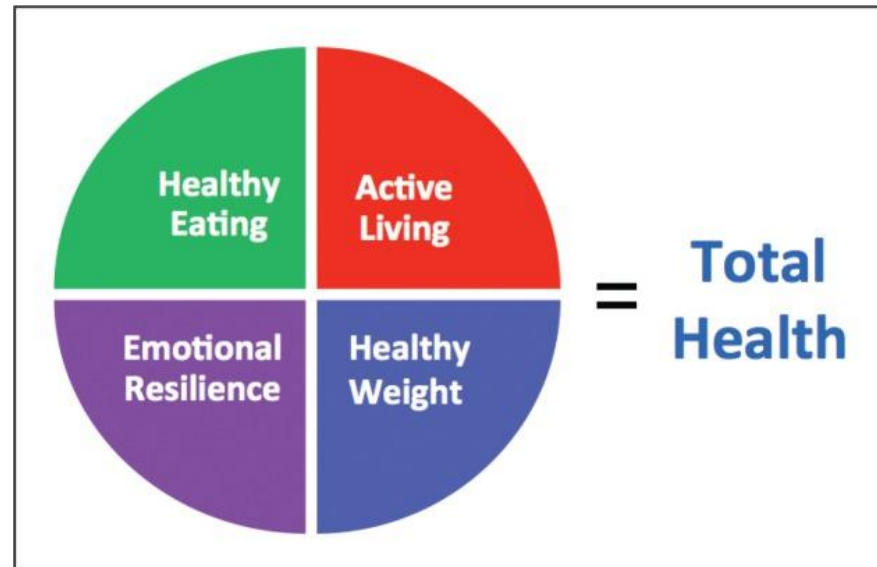 Healthy
Eating
Active
Living
Emotional
Resilience
Healthy
Weight
=
Total
Health